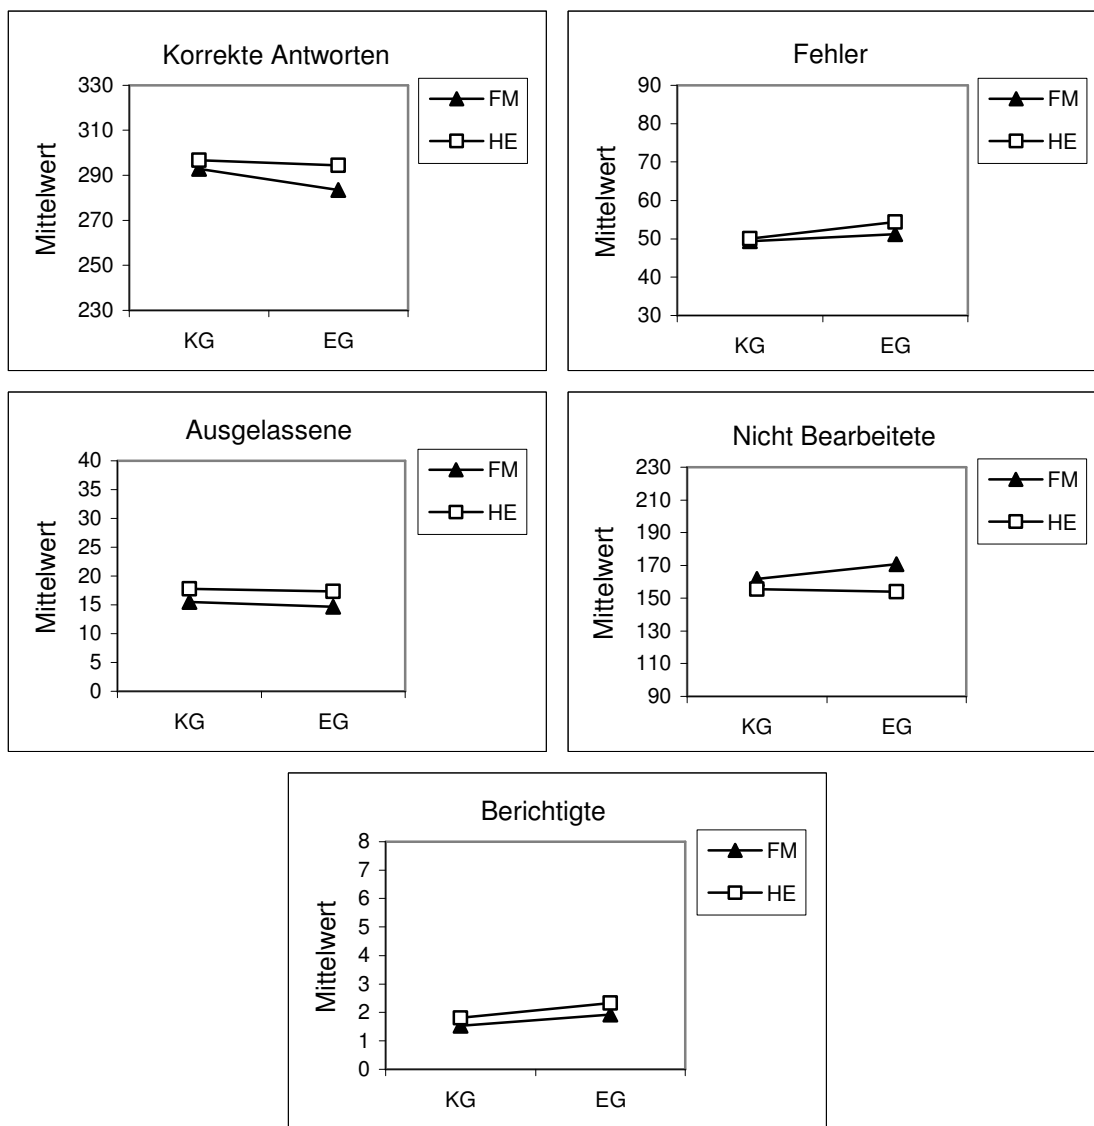 Korrekte Antworten
Mittelwert
330
310
290
270
250
230
KG
EG
FM
HE
Fehler
Mittelwert
90
80
70
60
50
40
30
KG
EG
FM
HE
Ausgelassene
Mittelwert
40
35
30
25
20
15
10
5
0
KG
EG
FM
HE
Nicht Bearbeitete
Mittelwert
230
210
190
170
150
130
110
90
KG
EG
FM
HE
Berichtigte
Mittelwert
8
7
6
5
4
3
2
1
0
KG
EG
FM
HE